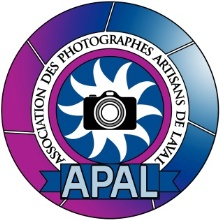 ASSOCIATION DES PHOTOGRAPHES ARTISANS DE LAVAL
APAL